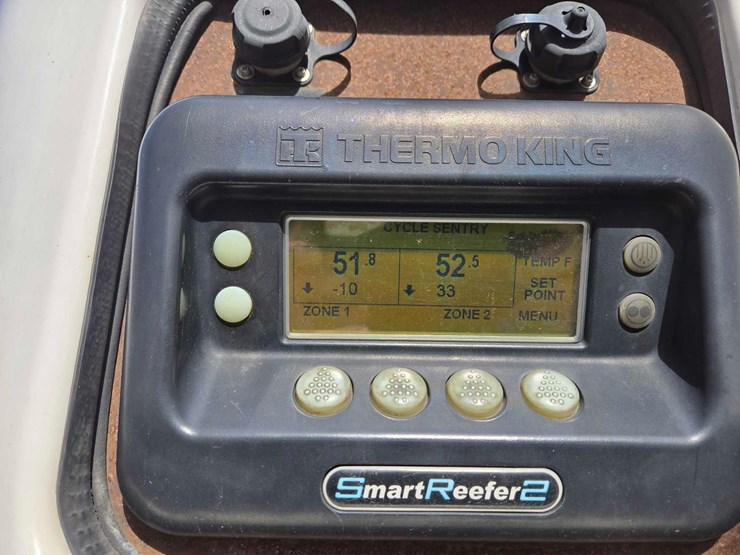 TK THERMO KING
CYCLE SENTRY
51.8 52.5 TEMP F
-10 33 SET POINT
ZONE 1 ZONE 2 MENU
SmartReefer2